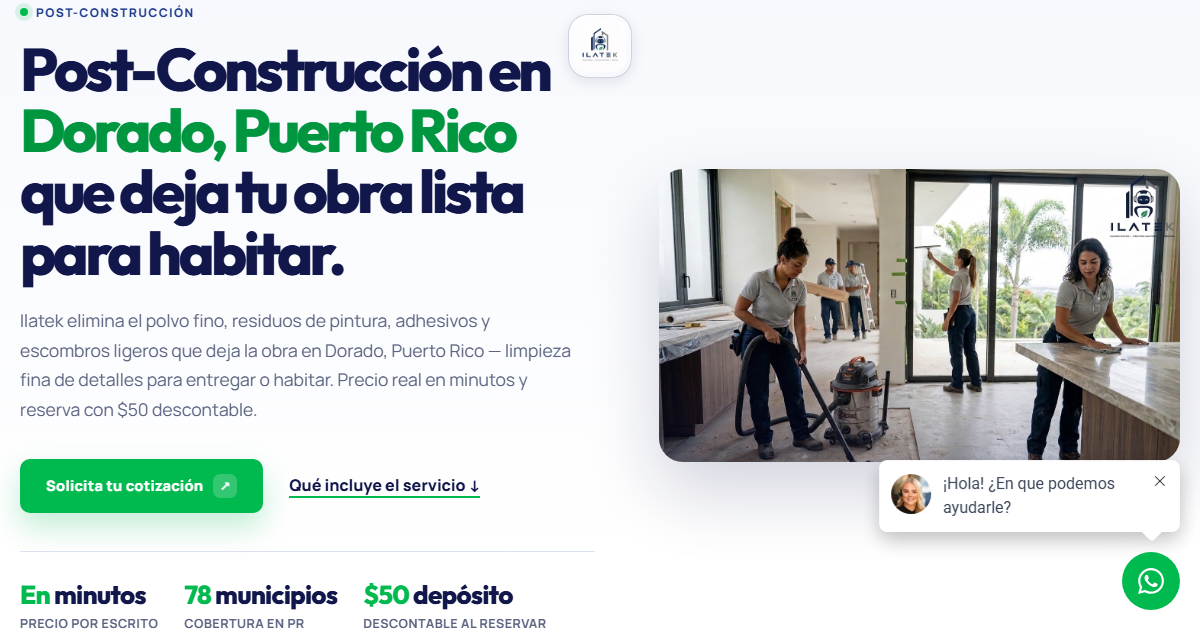 POST-CONSTRUCCIÓN
Post-Construcción en
Dorado, Puerto Rico
que deja tu obra lista
para habitar.
Ilatek elimina el polvo fino, residuos de pintura, adhesivos y
escombros ligeros que deja la obra en Dorado, Puerto Rico — limpieza
fina de detalles para entregar o habitar. Precio real en minutos y
reserva con $50 descontable.
Solicita tu cotización ↗
Qué incluye el servicio ↓
En minutos
PRECIO POR ESCRITO
78 municipios
COBERTURA EN PR
$50 depósito
DESCONTABLE AL RESERVAR
ILATEK
ILATEK
¡Hola! ¿En que podemos
ayudarle?